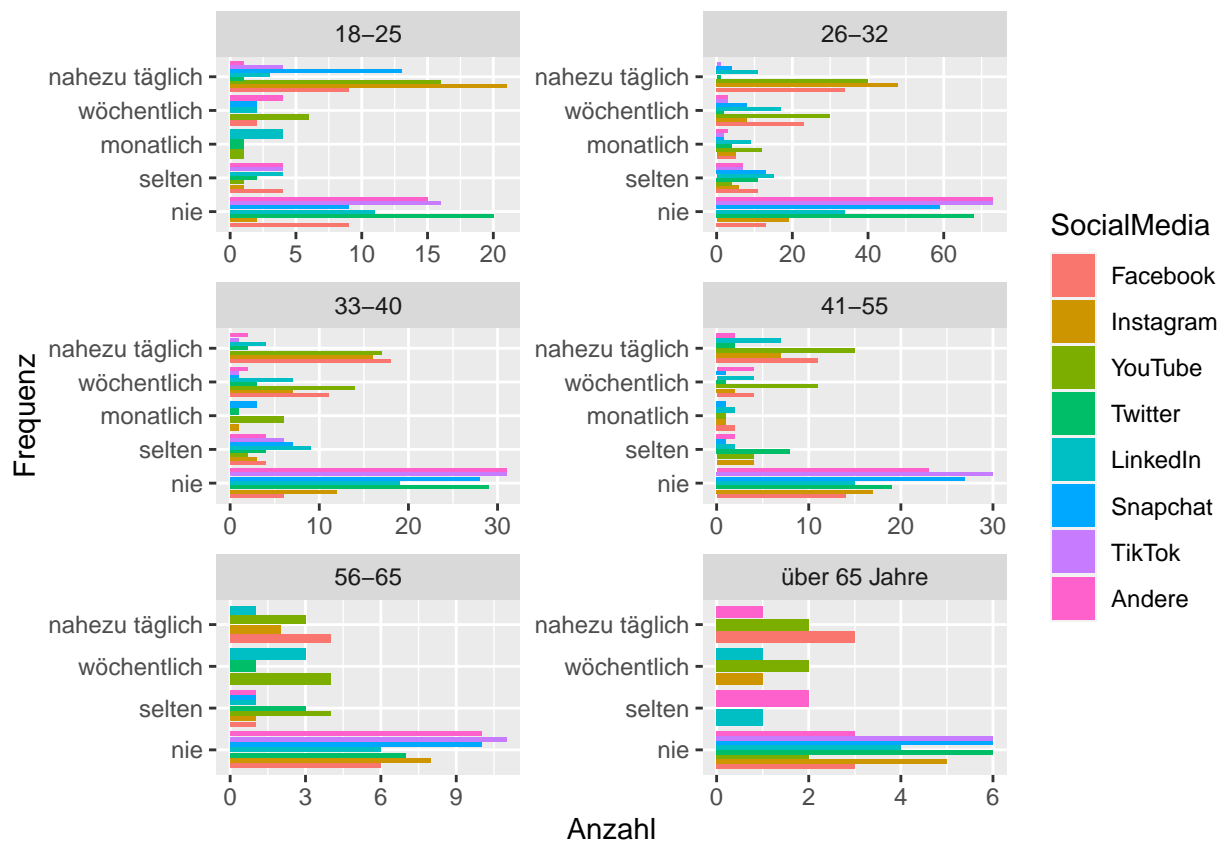 18−25
26−32
nahezu täglich
wöchentlich
monatlich
selten
nie
0 5 10 15 20
nahezu täglich
wöchentlich
monatlich
selten
nie
0 20 40 60
33−40
41−55
nahezu täglich
wöchentlich
monatlich
selten
nie
0 10 20 30
nahezu täglich
wöchentlich
monatlich
selten
nie
0 10 20 30
56−65
über 65 Jahre
nahezu täglich
wöchentlich
selten
nie
0 3 6 9
nahezu täglich
wöchentlich
selten
nie
0 2 4 6
Frequenz
Anzahl
SocialMedia
Facebook
Instagram
YouTube
Twitter
LinkedIn
Snapchat
TikTok
Andere